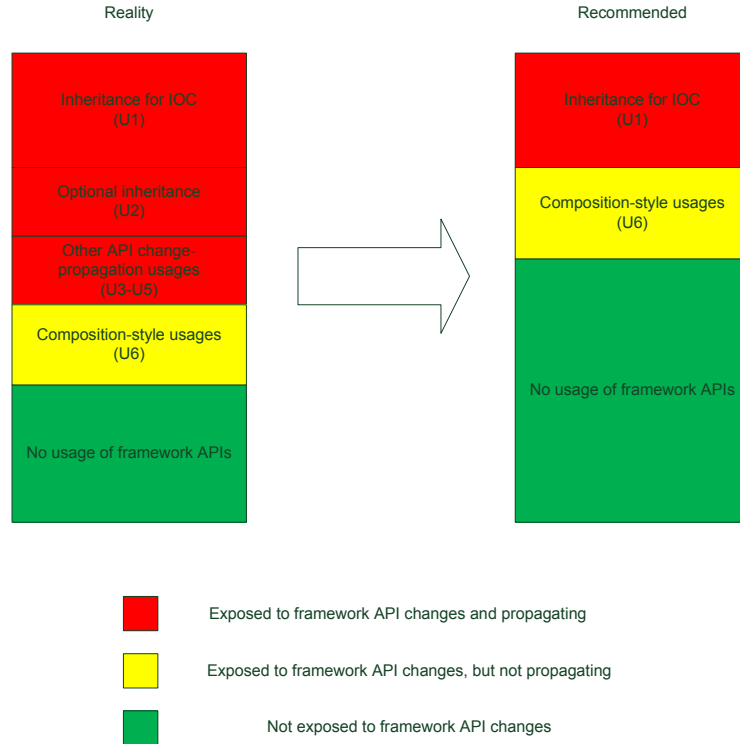 Reality
Recommended
Inheritance for IOC
(U1)
Optional inheritance
(U2)
Other API change-
propagation usages
(U3-U5)
Composition-style usages
(U6)
No usage of framework APIs
Inheritance for IOC
(U1)
Composition-style usages
(U6)
No usage of framework APIs
Exposed to framework API changes and propagating
Exposed to framework API changes, but not propagating
Not exposed to framework API changes